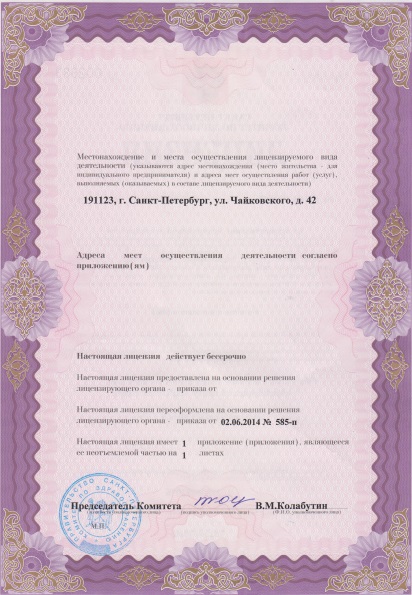 Местонахождение и места осуществления лицензируемого вида
деятельности (указываются адрес местонахождения (место жительства - для
индивидуального предпринимателя) и адреса мест осуществления работ (услуг),
выполняемых (оказываемых) в составе лицензируемого вида деятельности)
191123, г. Санкт-Петербург, ул. Чайковского, д. 42
Адреса мест осуществления деятельности согласно
приложению(ям)
Настоящая лицензия действует бессрочно
Настоящая лицензия предоставлена на основании решения
лицензирующего органа - приказа от
Настоящая лицензия переоформлена на основании решения
лицензирующего органа - приказа от 02.06.2014 № 585-п
Настоящая лицензия имеет 1 приложение (приложения), являющееся
ее неотъемлемой частью на 1 листах
Председатель Комитета В.М.Колабутин
(должность уполномоченного лица) (подпись уполномоченного лица) (Ф.И.О. уполномоченного лица)
М.П.